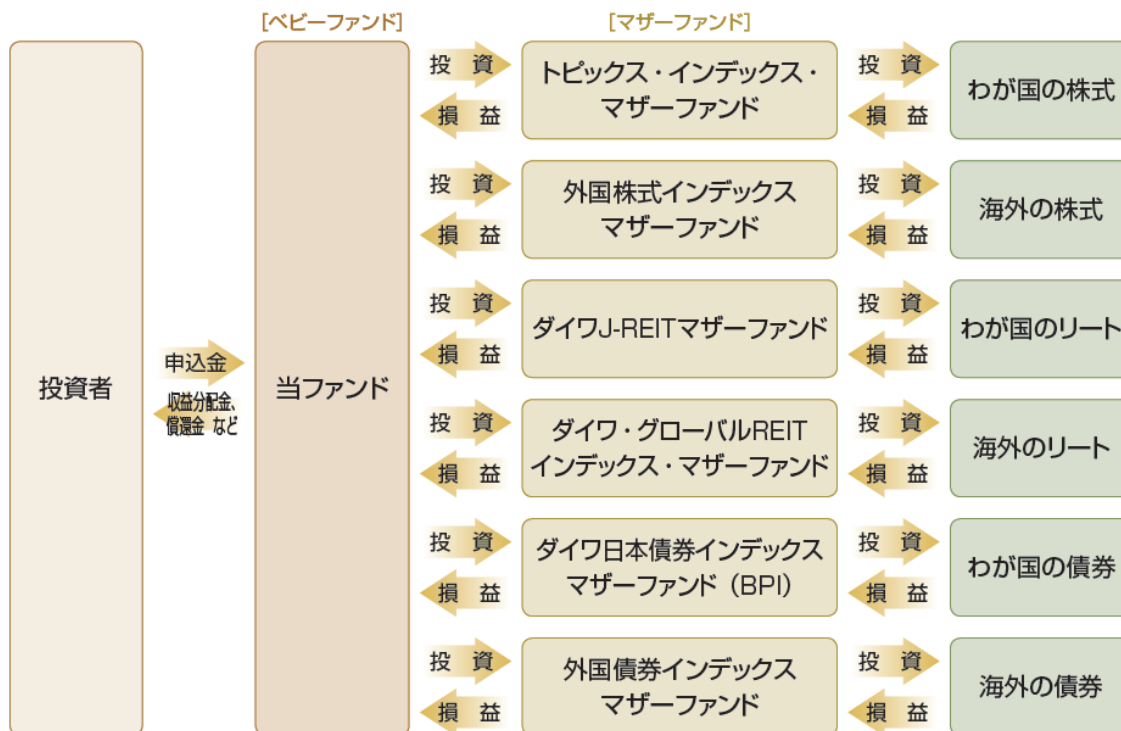 [ベビーファンド]
[マザーファンド]
投資者
申込金
収益分配金、
償還金 など
当ファンド
投 資
損 益
トピックス・インデックス・
マザーファンド
投 資
損 益
わが国の株式
投 資
損 益
外国株式インデックス
マザーファンド
投 資
損 益
海外の株式
投 資
損 益
ダイワJ-REITマザーファンド
投 資
損 益
わが国のリート
投 資
損 益
ダイワ・グローバルREIT
インデックス・マザーファンド
投 資
損 益
海外のリート
投 資
損 益
ダイワ日本債券インデックス
マザーファンド（BPI）
投 資
損 益
わが国の債券
投 資
損 益
外国債券インデックス
マザーファンド
投 資
損 益
海外の債券